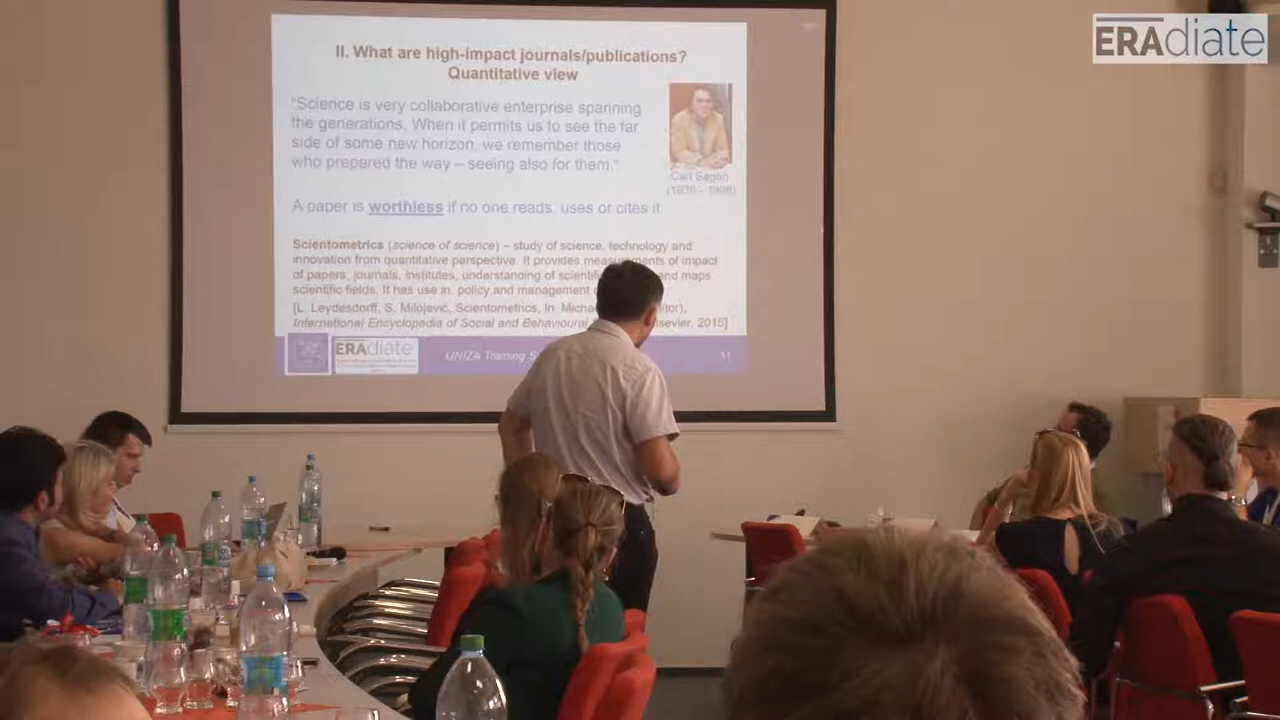 ERAdiate
II. What are high-impact journals/publications?
Quantitative view
"Science is very collaborative enterprise spanning
the generations. When it permits us to see the far
side of some new horizon, we remember those
who prepared the way – seeing also for them."
Carl Sagan
A paper is worthless if no one reads, uses or cites it
Scientometrics (science of science) – study of science, technology and
innovation from quantitative perspective. It provides measurements of impact
of papers, journals, institutes, understanding of and maps
scientific fields. It has use in policy and management
[L. Leydesdorff, S. Milojević, Scientometrics, In
International Encyclopedia of Social and Behavioural 2015]
ERAdiate
UNIZA Training
11